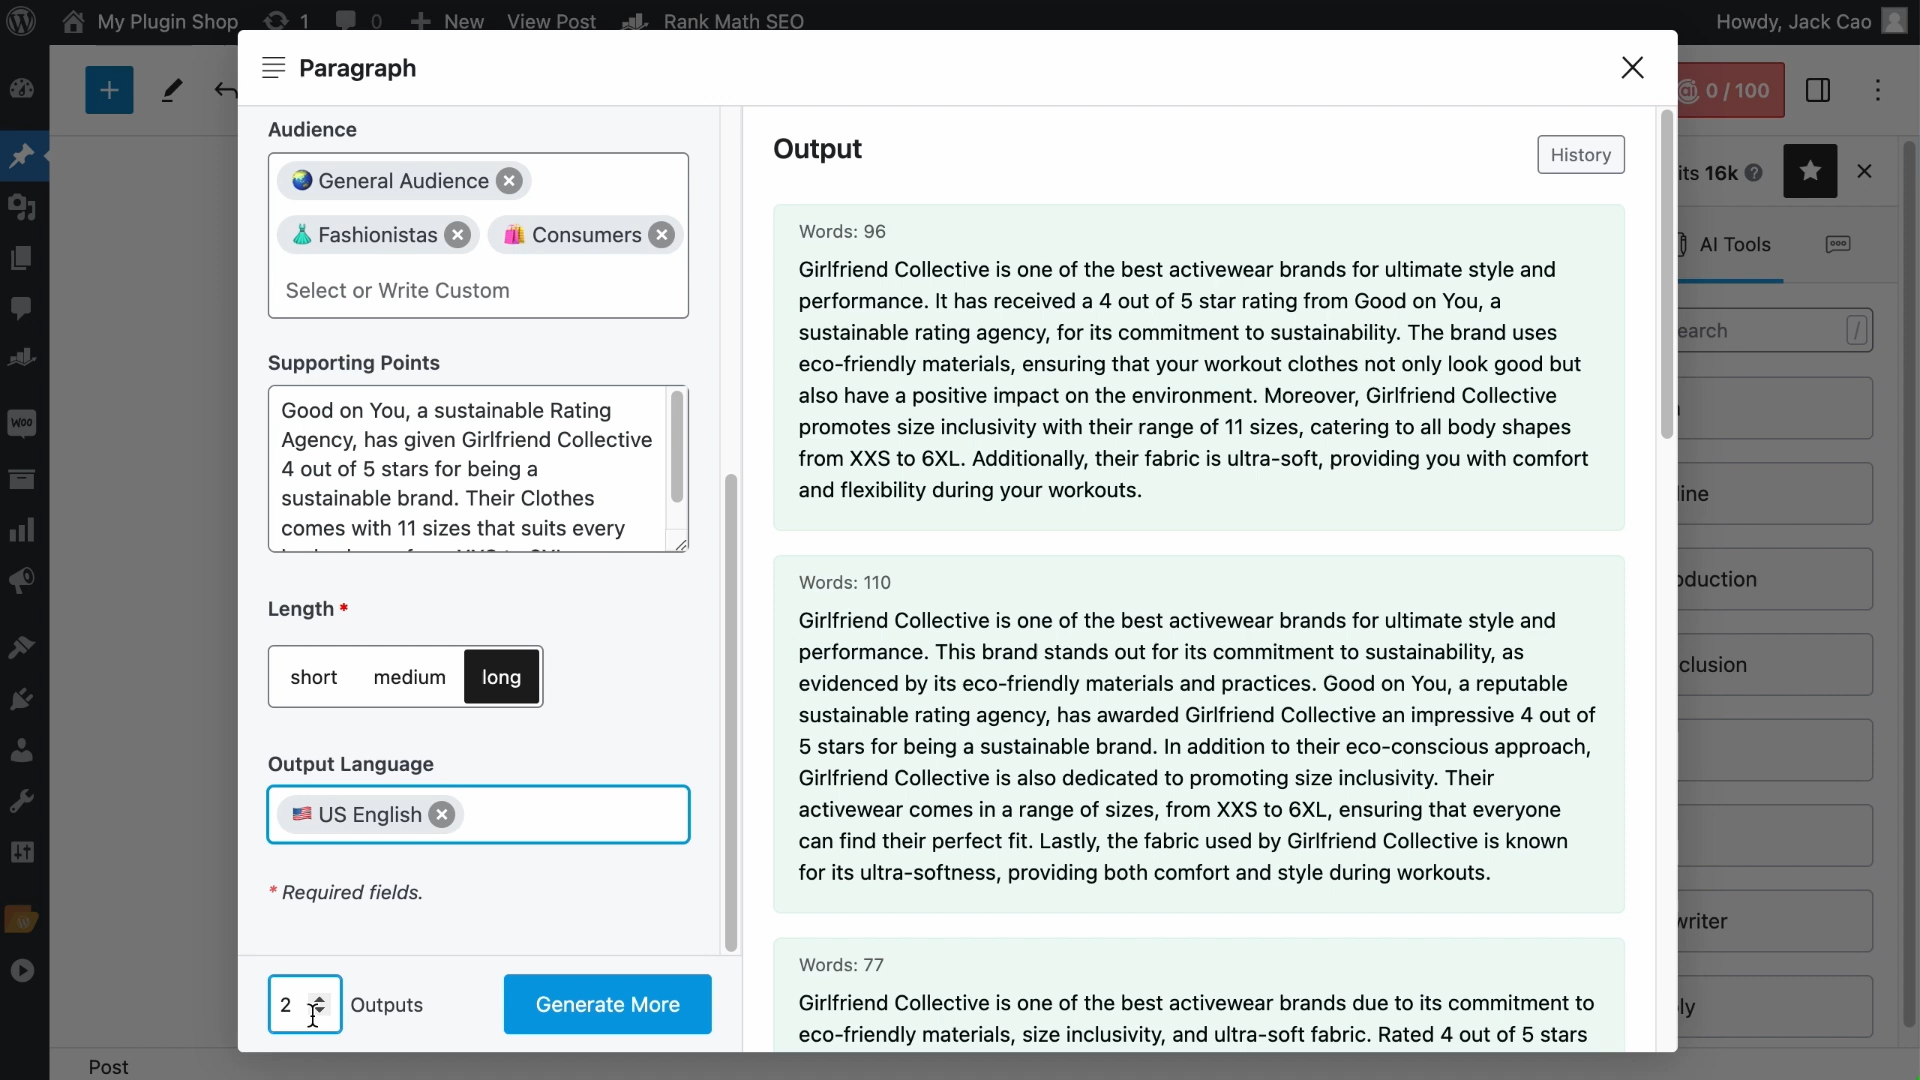 My Plugin Shop 1 0 New View Post Rank Math SEO Howdy, Jack Cao
Paragraph
0 / 100
Audience
General Audience
Fashionistas Consumers
Select or Write Custom
Supporting Points
Good on You, a sustainable Rating
Agency, has given Girlfriend Collective
4 out of 5 stars for being a
sustainable brand. Their Clothes
comes with 11 sizes that suits every
Length *
short medium long
Output Language
US English
* Required fields.
2 Outputs Generate More
Output History
Words: 96
Girlfriend Collective is one of the best activewear brands for ultimate style and
performance. It has received a 4 out of 5 star rating from Good on You, a
sustainable rating agency, for its commitment to sustainability. The brand uses
eco-friendly materials, ensuring that your workout clothes not only look good but
also have a positive impact on the environment. Moreover, Girlfriend Collective
promotes size inclusivity with their range of 11 sizes, catering to all body shapes
from XXS to 6XL. Additionally, their fabric is ultra-soft, providing you with comfort
and flexibility during your workouts.
Words: 110
Girlfriend Collective is one of the best activewear brands for ultimate style and
performance. This brand stands out for its commitment to sustainability, as
evidenced by its eco-friendly materials and practices. Good on You, a reputable
sustainable rating agency, has awarded Girlfriend Collective an impressive 4 out of
5 stars for being a sustainable brand. In addition to their eco-conscious approach,
Girlfriend Collective is also dedicated to promoting size inclusivity. Their
activewear comes in a range of sizes, from XXS to 6XL, ensuring that everyone
can find their perfect fit. Lastly, the fabric used by Girlfriend Collective is known
for its ultra-softness, providing both comfort and style during workouts.
Words: 77
Girlfriend Collective is one of the best activewear brands due to its commitment to
eco-friendly materials, size inclusivity, and ultra-soft fabric. Rated 4 out of 5 stars
its 16k
AI Tools
earch /
line
oduction
clusion
writer
ly
Woo
Post